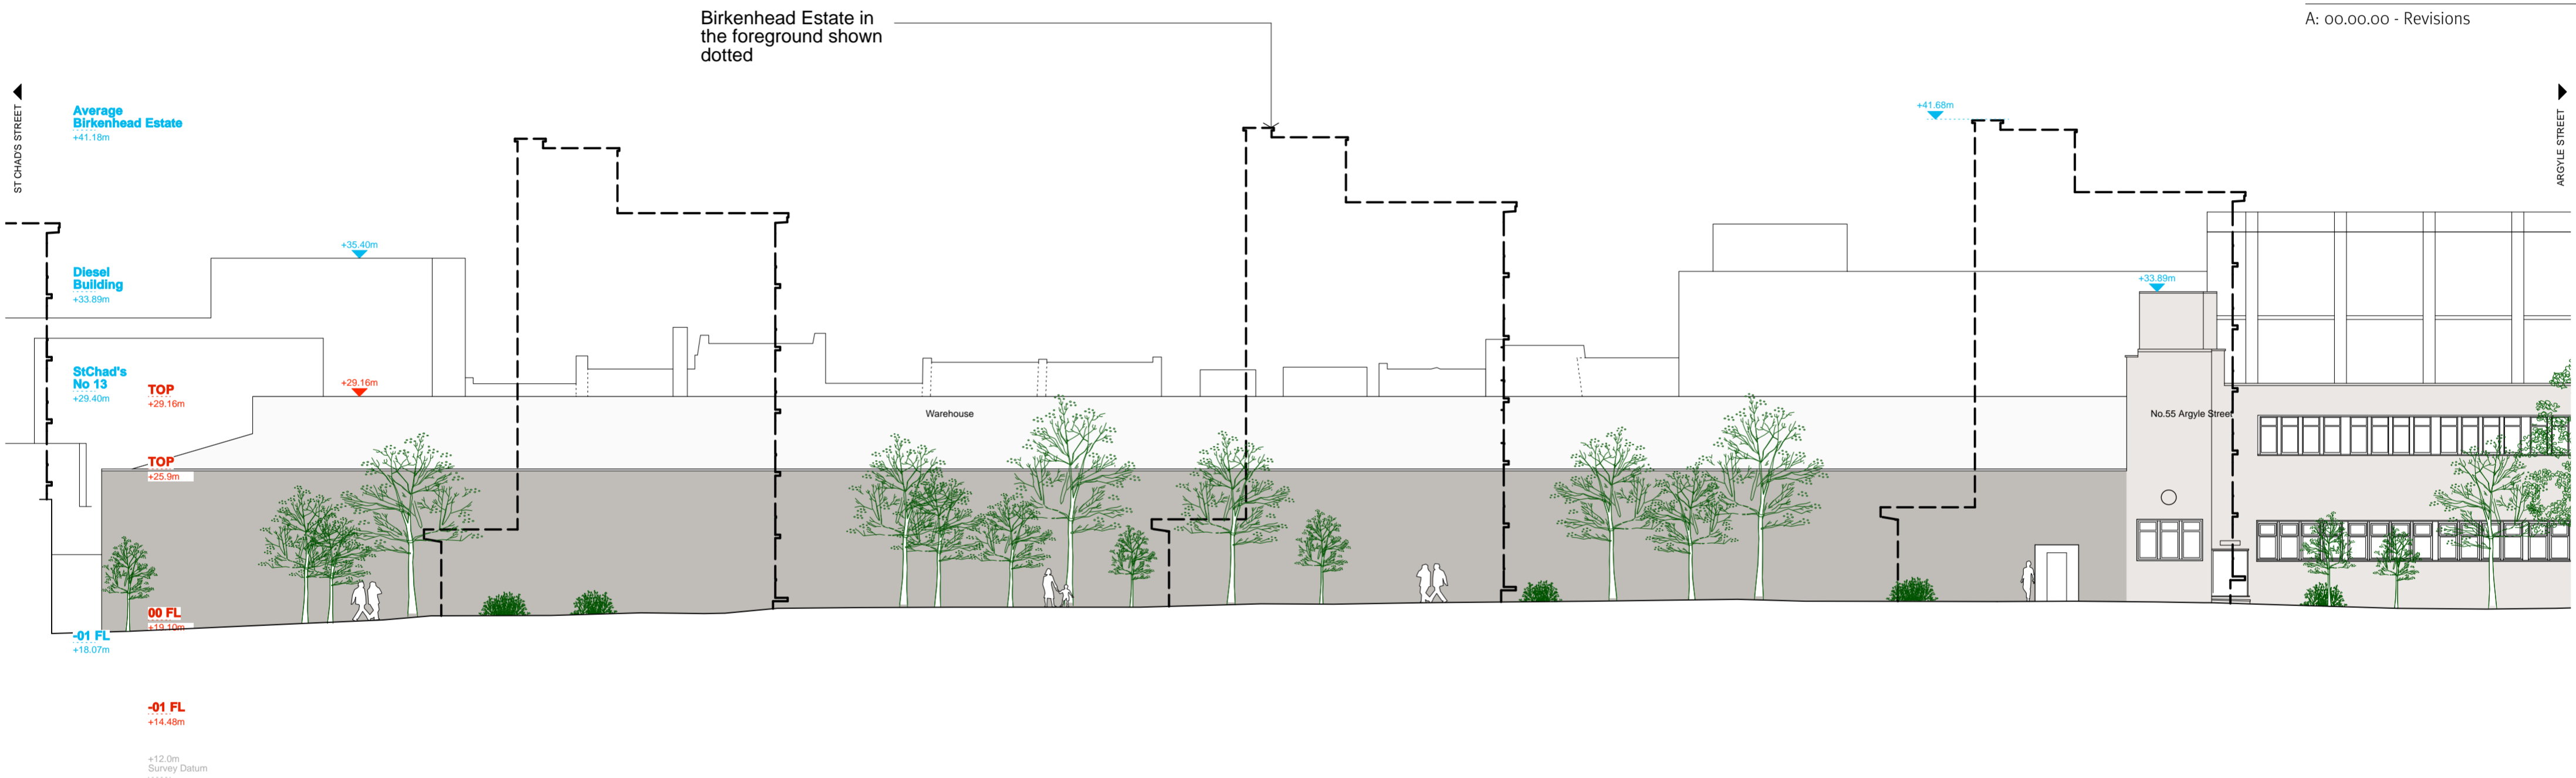 Birkenhead Estate in
the foreground shown
dotted
A: 00.00.00 - Revisions
ST CHAD'S STREET
ARGYLE STREET
Average
Birkenhead Estate
+41.18m
+41.68m
+35.40m
Diesel
Building
+33.89m
+33.89m
StChad's
No 13
+29.40m
TOP
+29.16m
+29.16m
Warehouse
No.55 Argyle Street
TOP
+25.9m
00 FL
+19.10m
-01 FL
+18.07m
-01 FL
+14.48m
+12.0m
Survey Datum